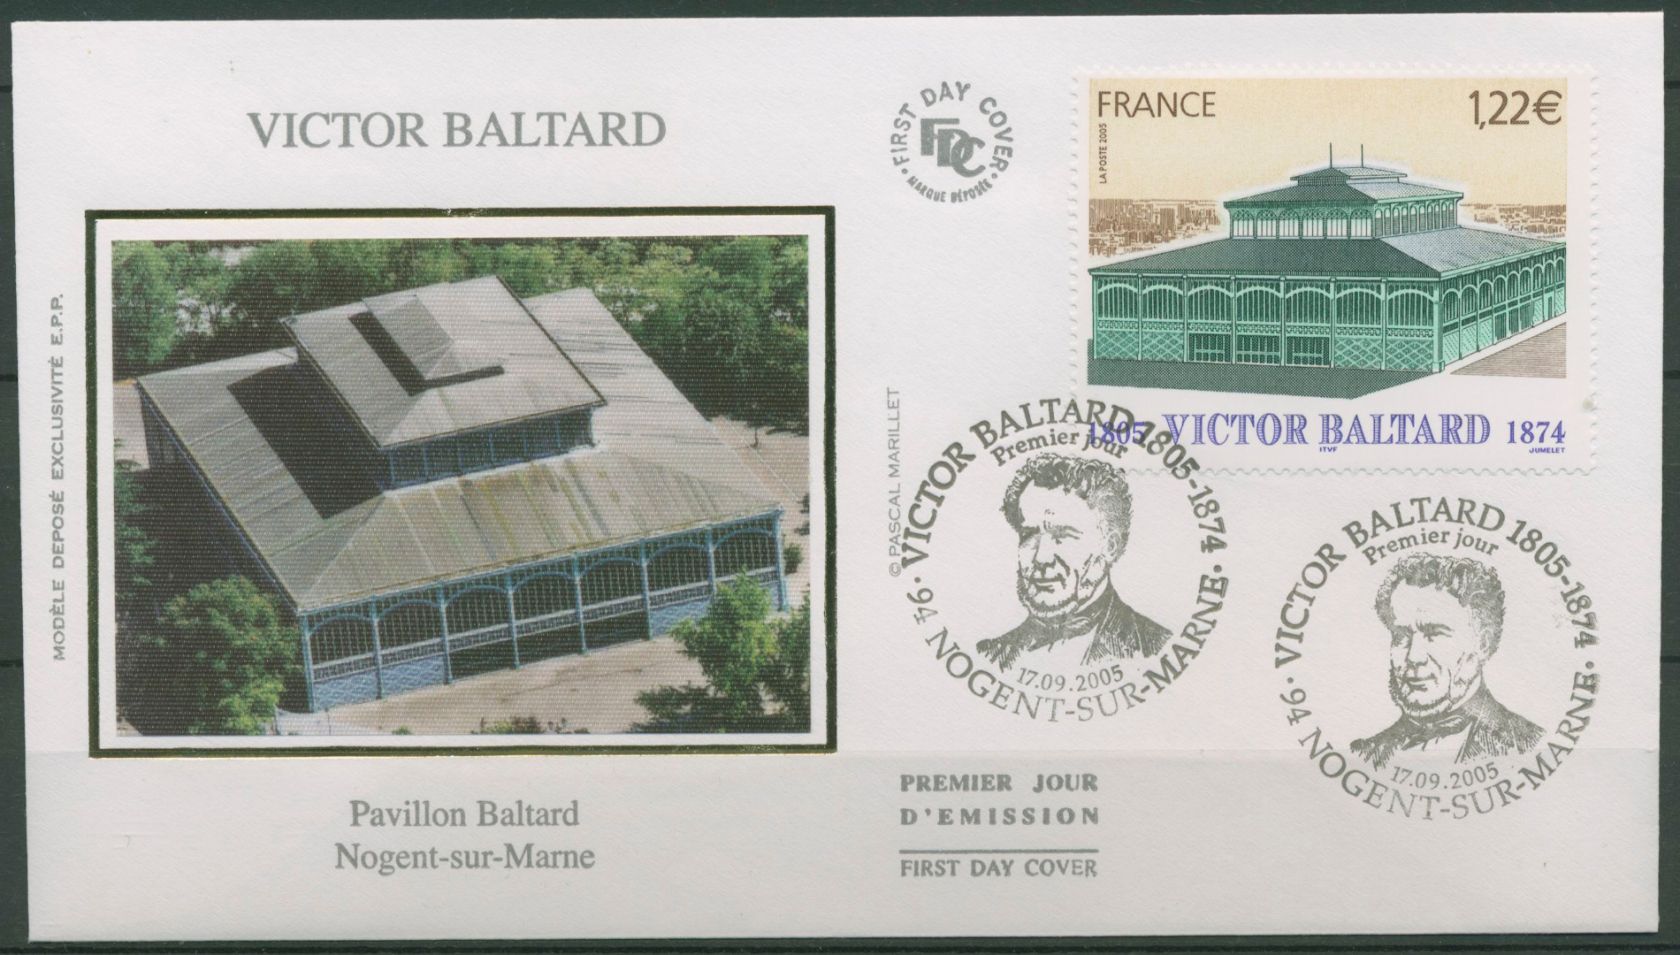 VICTOR BALTARD
MODÈLE DEPOSÉ EXCLUSIVITÉ E.P.P.
Pavillon Baltard
Nogent-sur-Marne
FIRST DAY COVER
FDC
MARQUE DÉPOSÉE
FRANCE
1,22€
LA POSTE 2005
1805 VICTOR BALTARD 1874
ITVF
JUMELET
© PASCAL MARILLET
VICTOR BALTARD 1805-1874
Premier jour
17.09.2005
94 NOGENT-SUR-MARNE
VICTOR BALTARD 1805-1874
Premier jour
17.09.2005
94 NOGENT-SUR-MARNE
PREMIER JOUR
D'EMISSION
FIRST DAY COVER